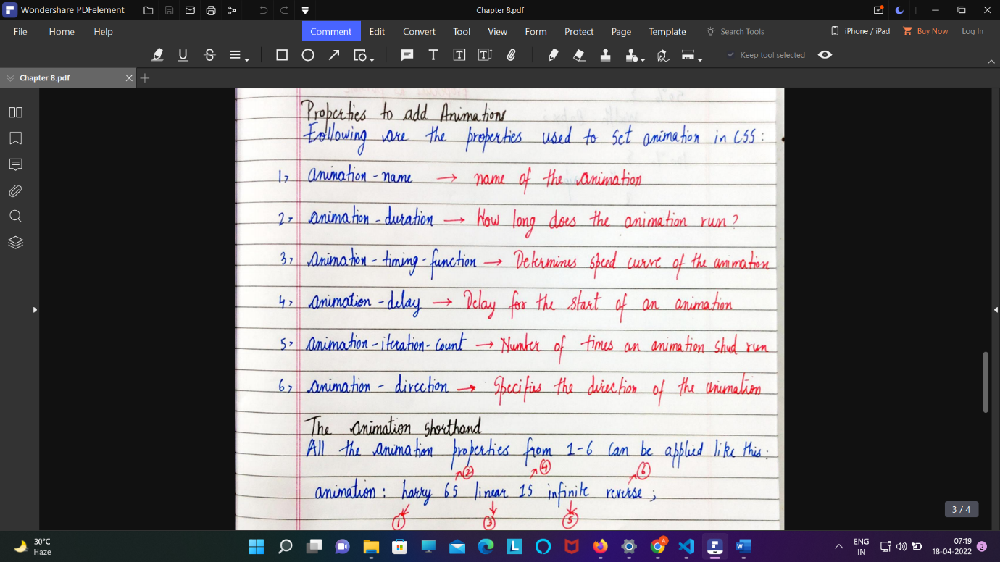 Wondershare PDFelement
Chapter 8.pdf
File Home Help Comment Edit Convert Tool View Form Protect Page Template Search Tools iPhone / iPad Buy Now Log In
Keep tool selected
Chapter 8.pdf
Properties to add Animations
Following are the properties used to set animation in CSS:
1> animation-name → name of the animation
2> animation-duration → How long does the animation run?
3> animation-timing-function → Determines speed curve of the animation
4> animation-delay → Delay for the start of an animation
5> animation-iteration-count → Number of times an animation shud run
6> animation-direction → Specifies the direction of the animation
The animation shorthand
All the animation properties from 1-6 can be applied like this:
2 4 6
animation: harry 6s linear 1s infinite reverse;
1 3 5
3 / 4
30°C
Haze
ENG
IN
07:19
18-04-2022
2